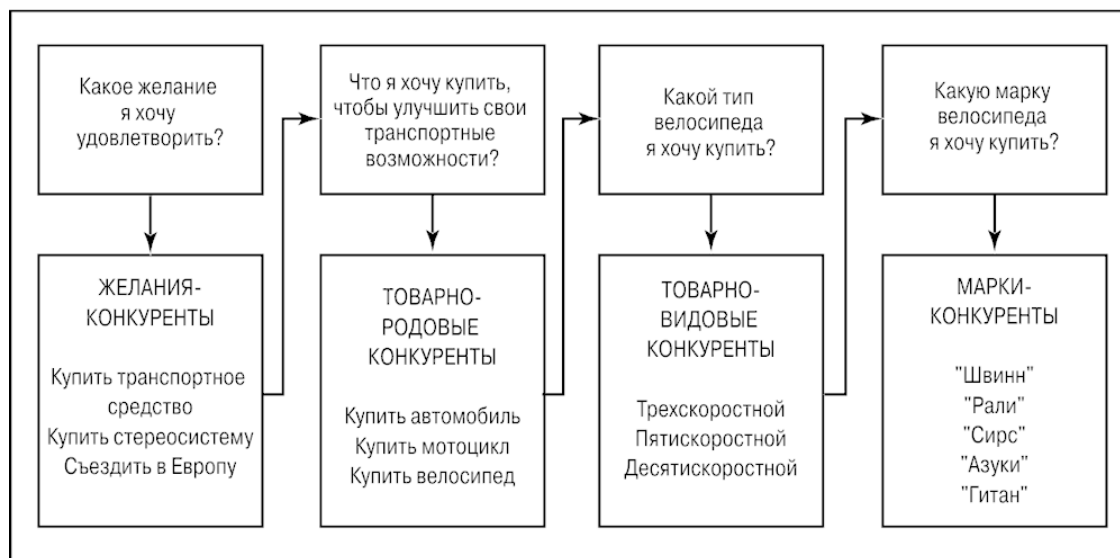 Какое желание
я хочу
удовлетворить?
ЖЕЛАНИЯ-
КОНКУРЕНТЫ
Купить транспортное
средство
Купить стереосистему
Съездить в Европу
Что я хочу купить,
чтобы улучшить свои
транспортные
возможности?
ТОВАРНО-
РОДОВЫЕ
КОНКУРЕНТЫ
Купить автомобиль
Купить мотоцикл
Купить велосипед
Какой тип
велосипеда
я хочу купить?
ТОВАРНО-
ВИДОВЫЕ
КОНКУРЕНТЫ
Трехскоростной
Пятискоростной
Десятискоростной
Какую марку
велосипеда
я хочу купить?
МАРКИ-
КОНКУРЕНТЫ
"Швинн"
"Рали"
"Сирс"
"Азуки"
"Гитан"